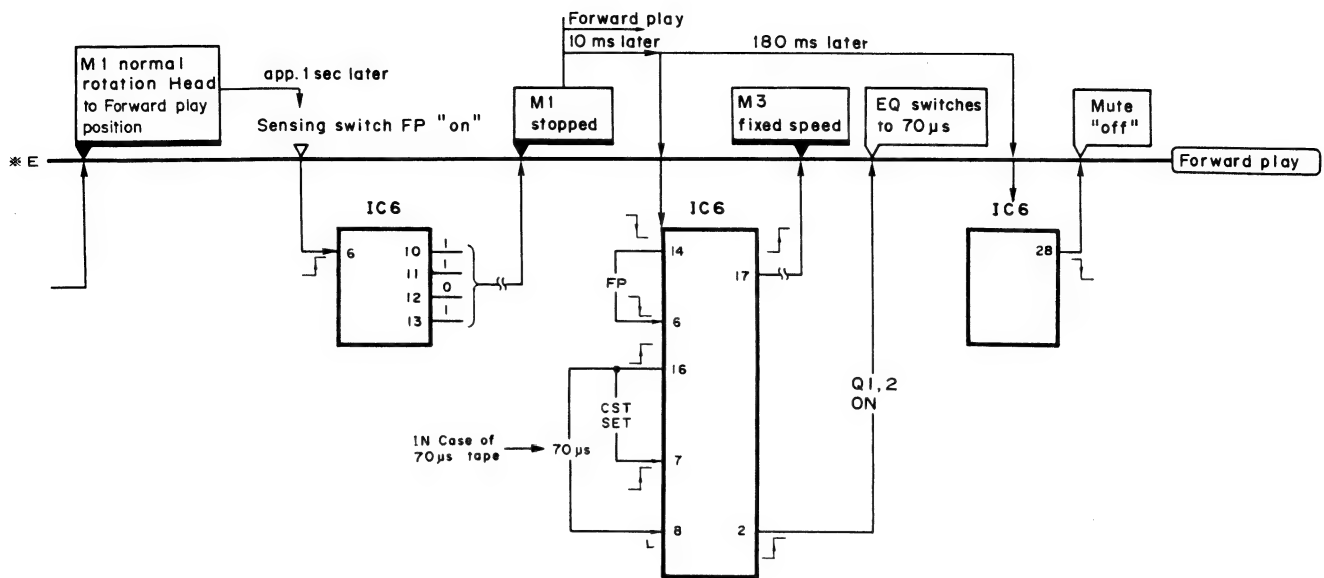 Forward play
10 ms later
180 ms later
M1 normal
rotation Head
to Forward play
position
app. 1 sec later
Sensing switch FP "on"
M1
stopped
M3
fixed speed
EQ switches
to 70μs
Mute
"off"
※E
Forward play
IC6
6
10
1
11
1
12
0
13
1
IC6
14
FP
6
16
CST
SET
IN Case of
70μs tape
70μs
7
8
L
17
2
Q1,2
ON
IC6
28